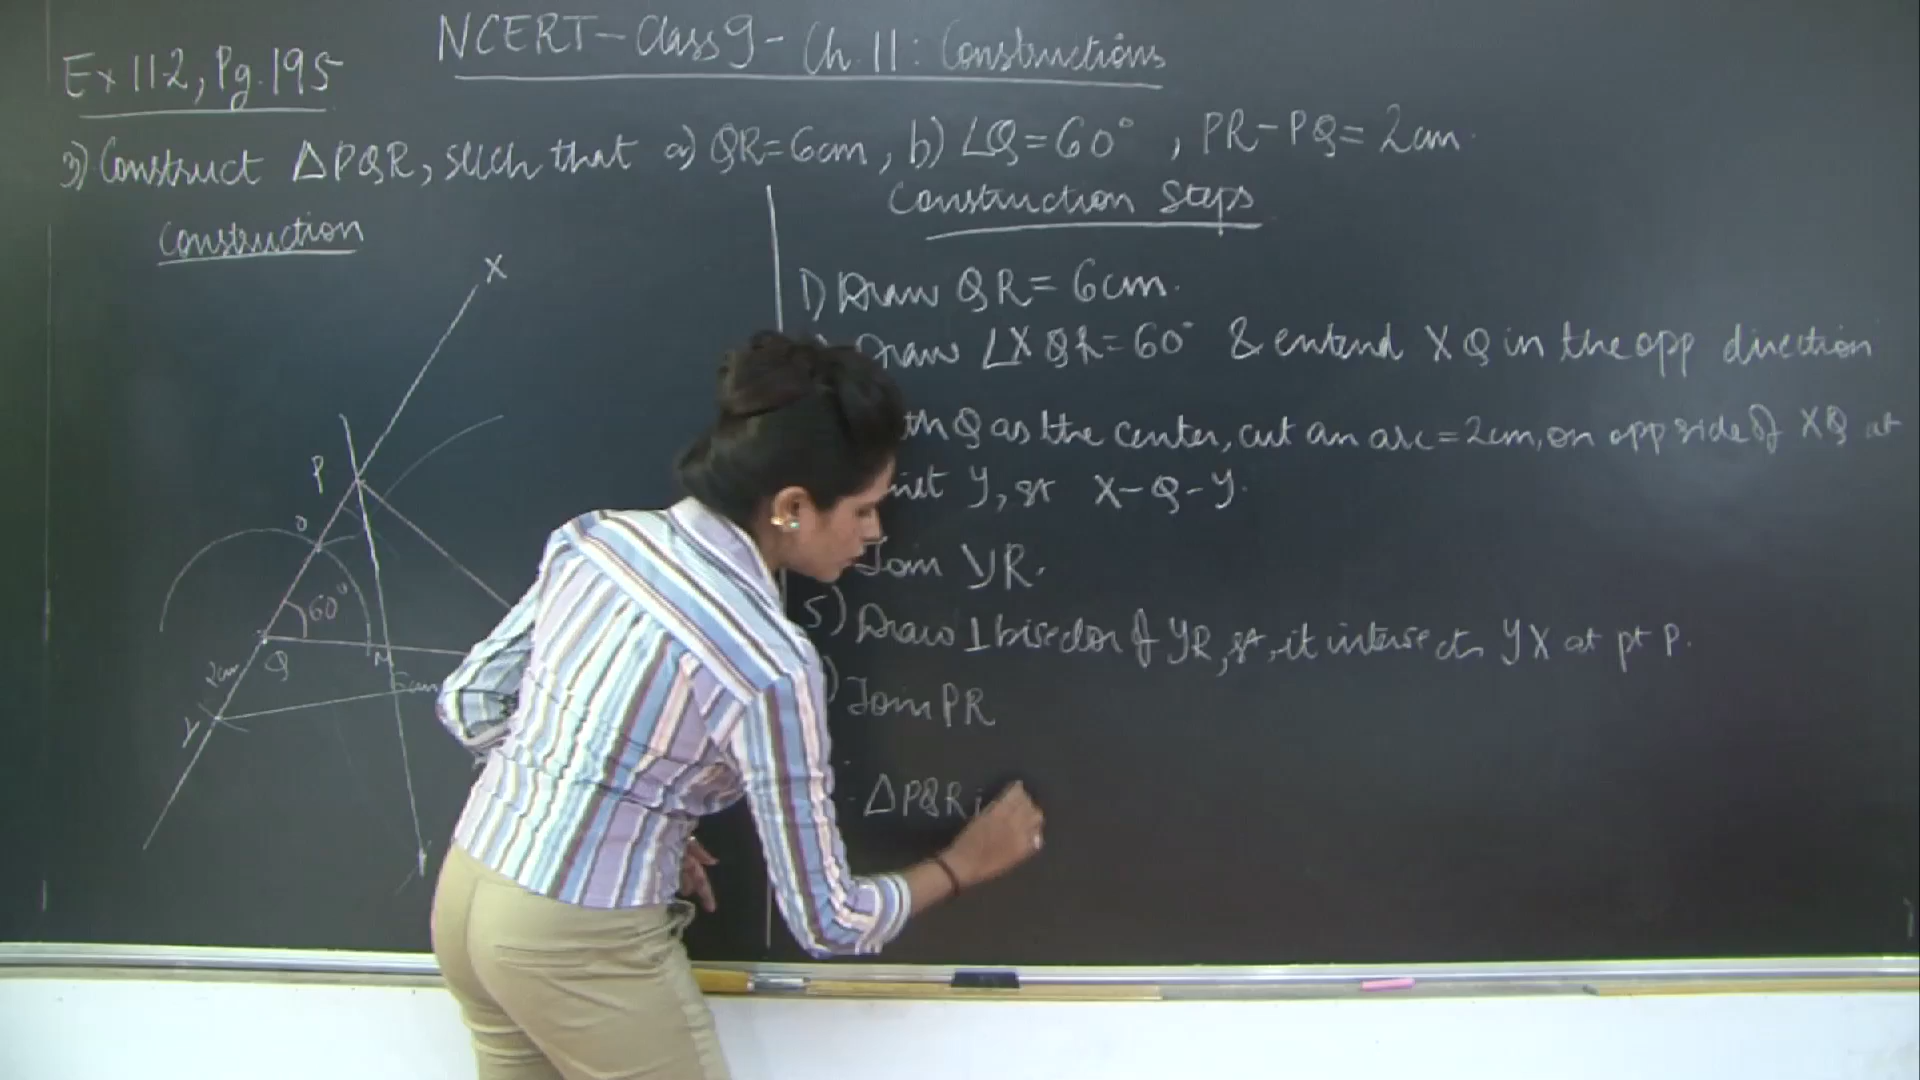 NCERT-Class 9 - Ch. 11 : Constructions
Ex 11.2, Pg. 195
3) Construct ΔPQR, such that a) QR = 6cm, b) ∠Q = 60° , PR - PQ = 2cm.
Construction
X
P
O
60°
Q
M
2cm
6cm
Y
Construction Steps
1) Draw QR = 6cm.
Draw ∠XQR = 60° & extend XQ in the opp direction
th Q as the center, cut an arc = 2cm, on opp side of XQ at
Y, st X-Q-Y.
Join YR.
5) Draw ⊥ bisector of YR, st, it intersects YX at pt P.
) Join PR
ΔPQR i